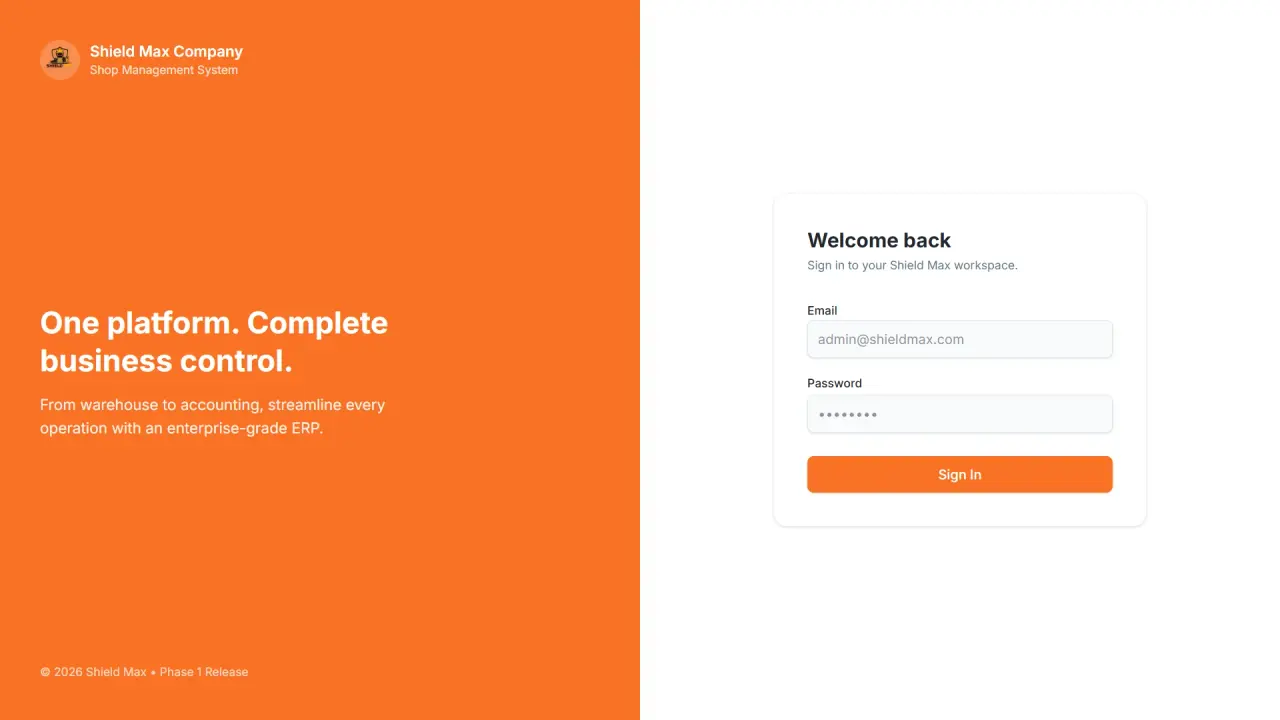 Shield Max Company
Shop Management System
One platform. Complete
business control.
From warehouse to accounting, streamline every
operation with an enterprise-grade ERP.
© 2026 Shield Max • Phase 1 Release
Welcome back
Sign in to your Shield Max workspace.
Email
admin@shieldmax.com
Password
••••••••
Sign In